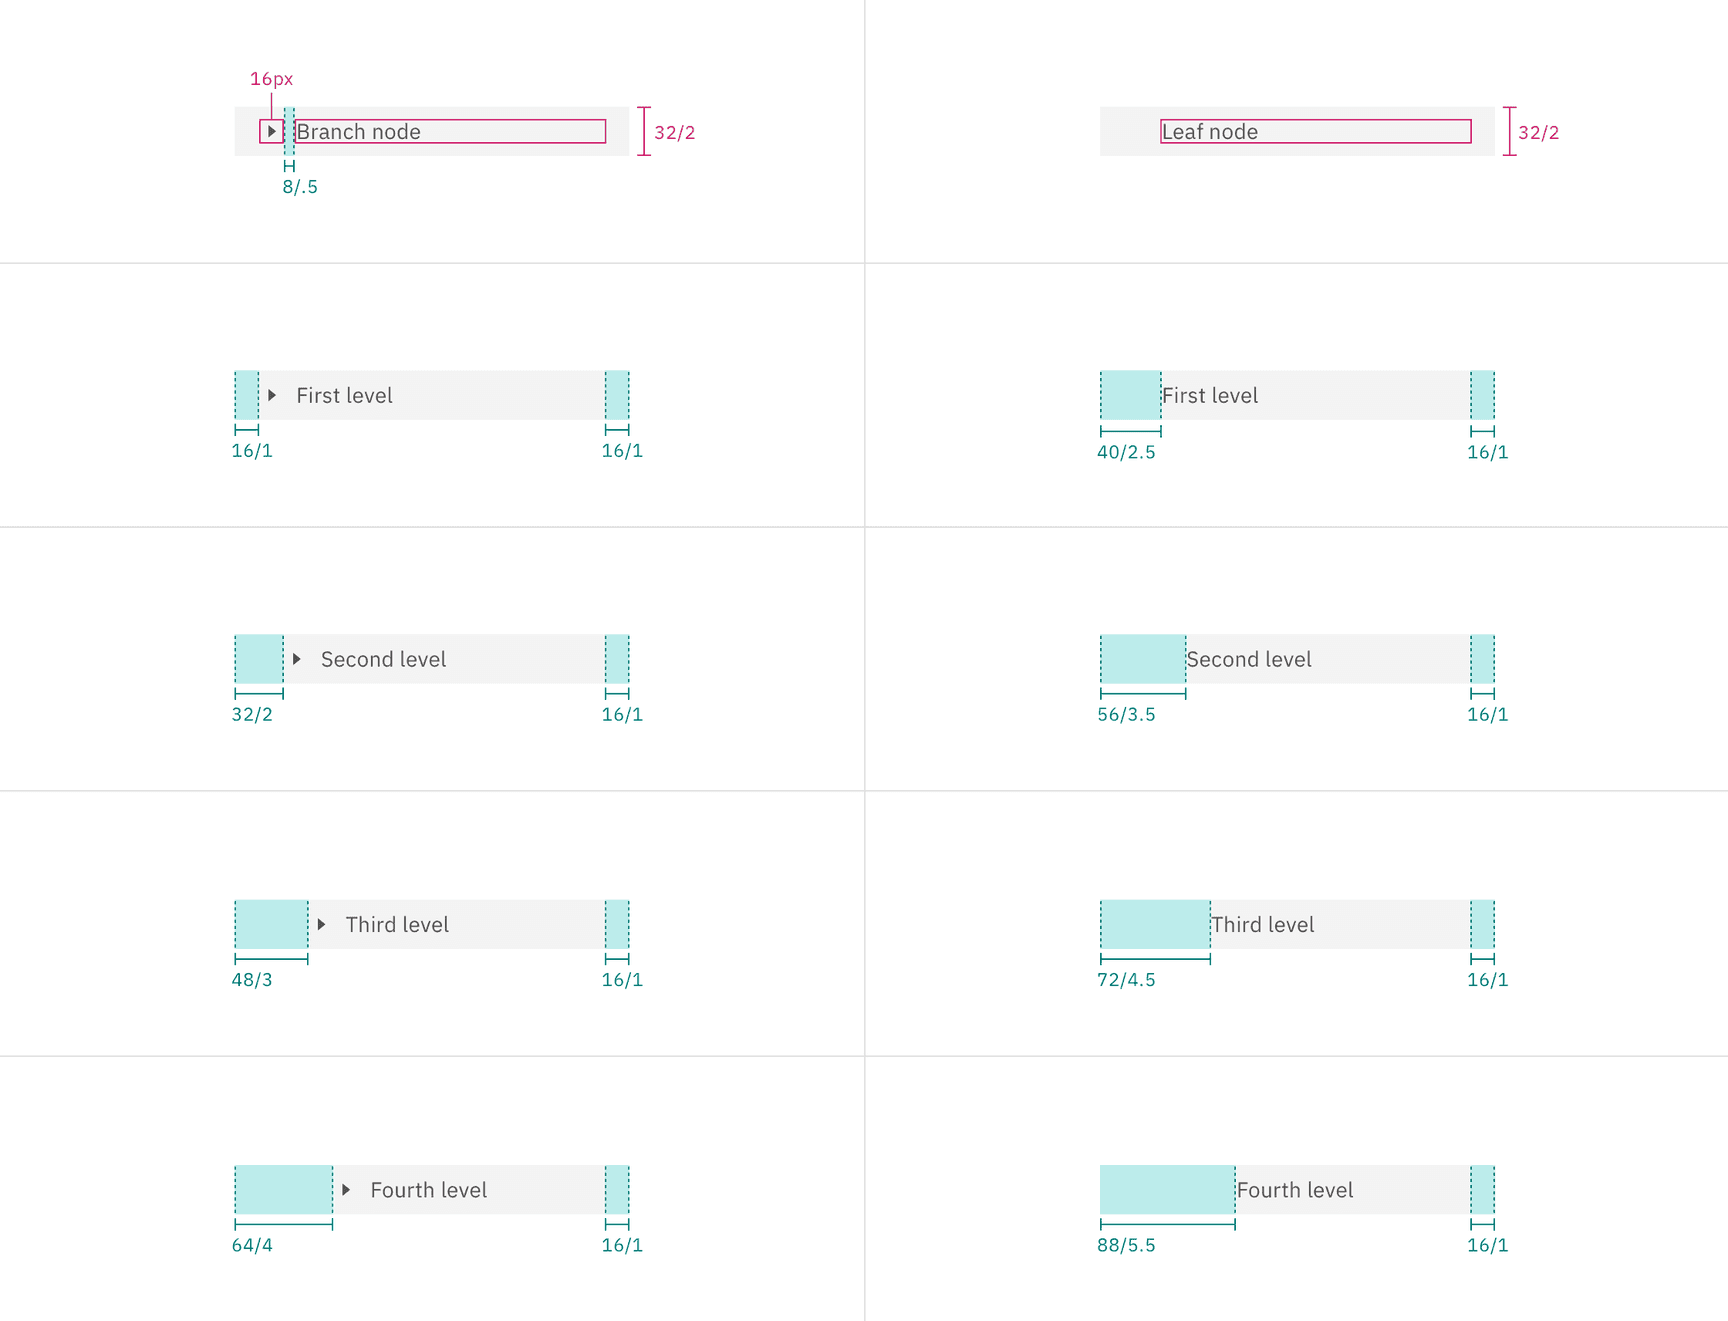 16px
Branch node
32/2
8/.5
Leaf node
32/2
First level
16/1
16/1
First level
40/2.5
16/1
Second level
32/2
16/1
Second level
56/3.5
16/1
Third level
48/3
16/1
Third level
72/4.5
16/1
Fourth level
64/4
16/1
Fourth level
88/5.5
16/1